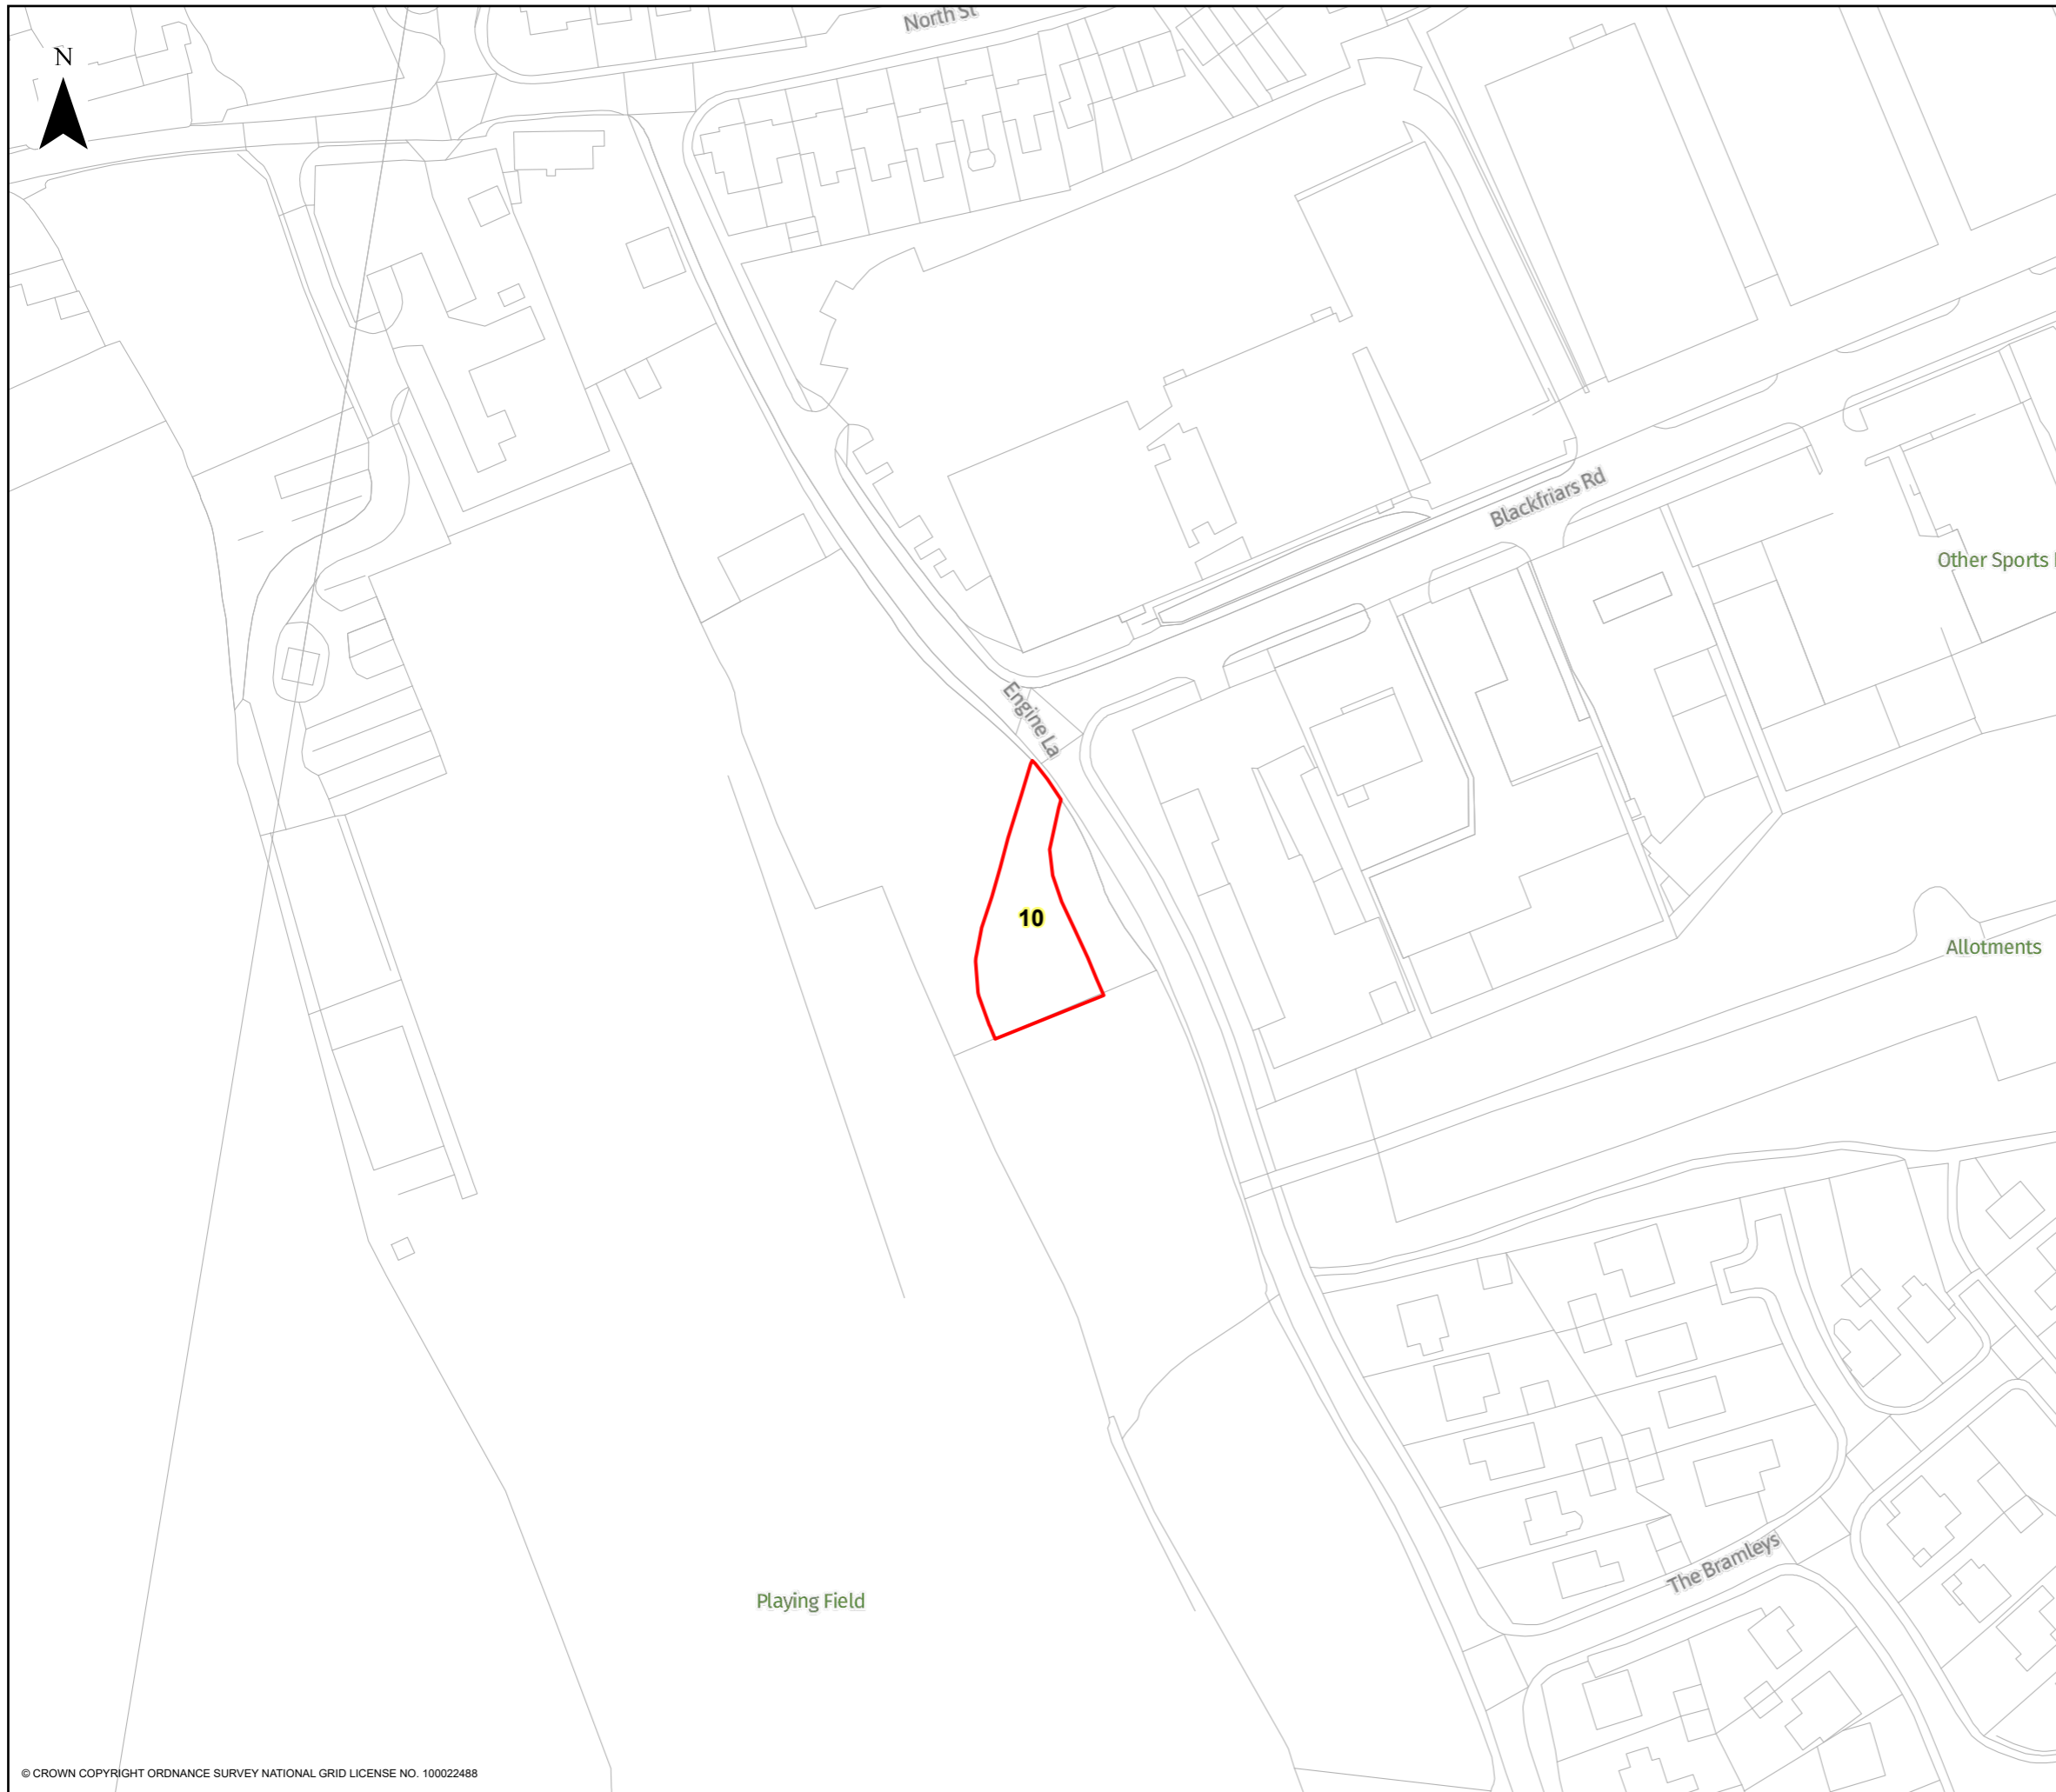 North St
N
Blackfriars Rd
Other Sports
Engine La
10
Allotments
The Bramleys
Playing Field
© CROWN COPYRIGHT ORDNANCE SURVEY NATIONAL GRID LICENSE NO. 100022488